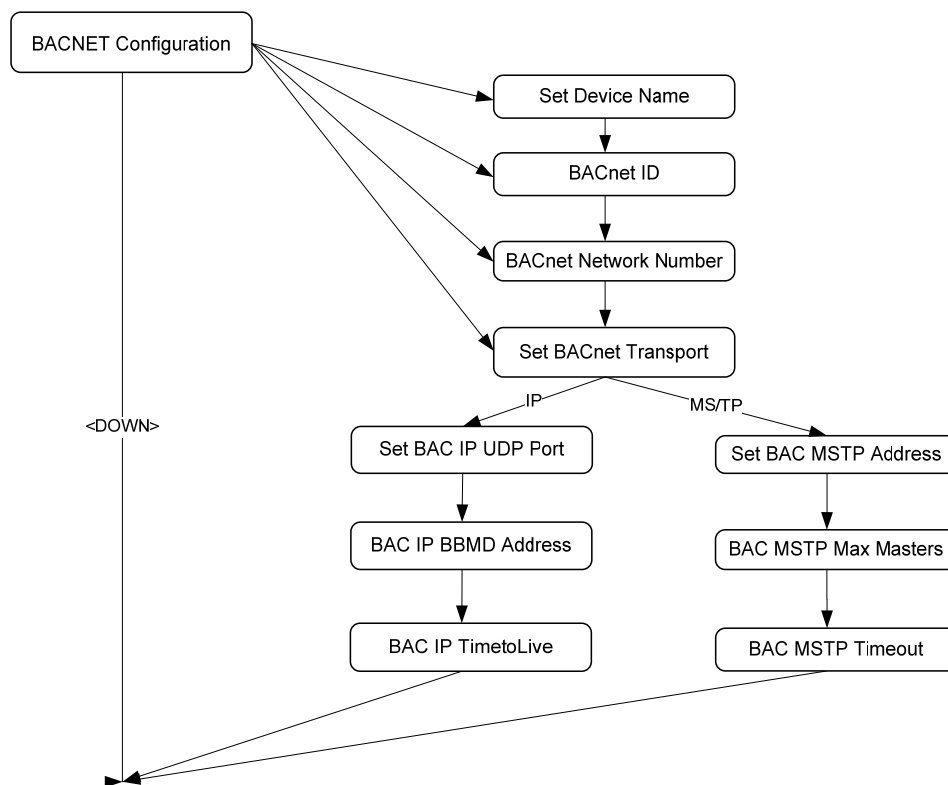 BACNET Configuration
Set Device Name
BACnet ID
BACnet Network Number
Set BACnet Transport
IP
MS/TP
<DOWN>
Set BAC IP UDP Port
Set BAC MSTP Address
BAC IP BBMD Address
BAC MSTP Max Masters
BAC IP TimetoLive
BAC MSTP Timeout